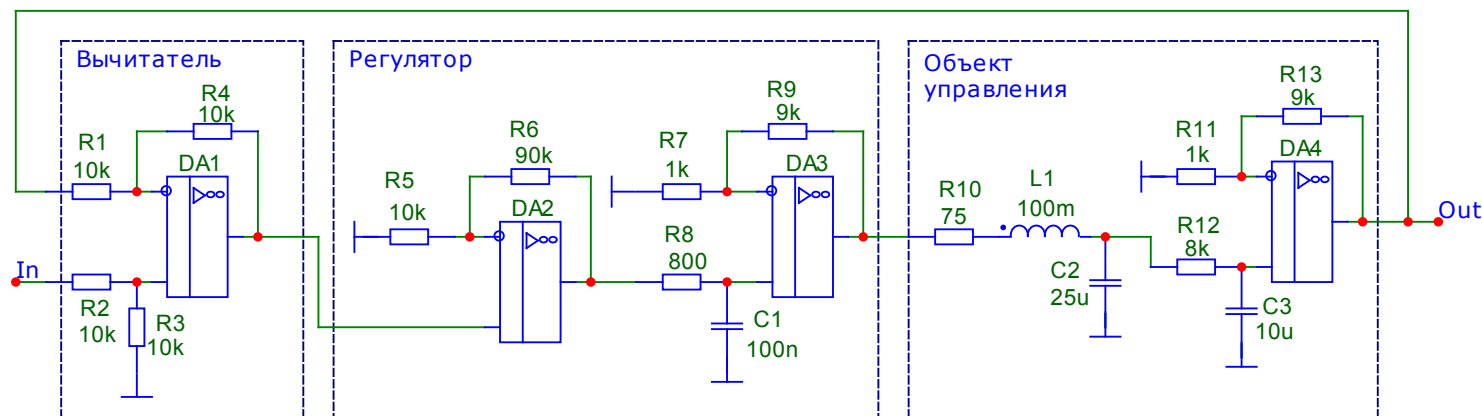 Вычитатель
Регулятор
Объект
управления
R4
10k
R1
10k
DA1
In
R2
10k
R3
10k
R5
10k
R6
90k
DA2
R7
1k
R9
9k
DA3
R8
800
C1
100n
R10
75
L1
100m
C2
25u
R11
1k
R13
9k
DA4
R12
8k
C3
10u
Out